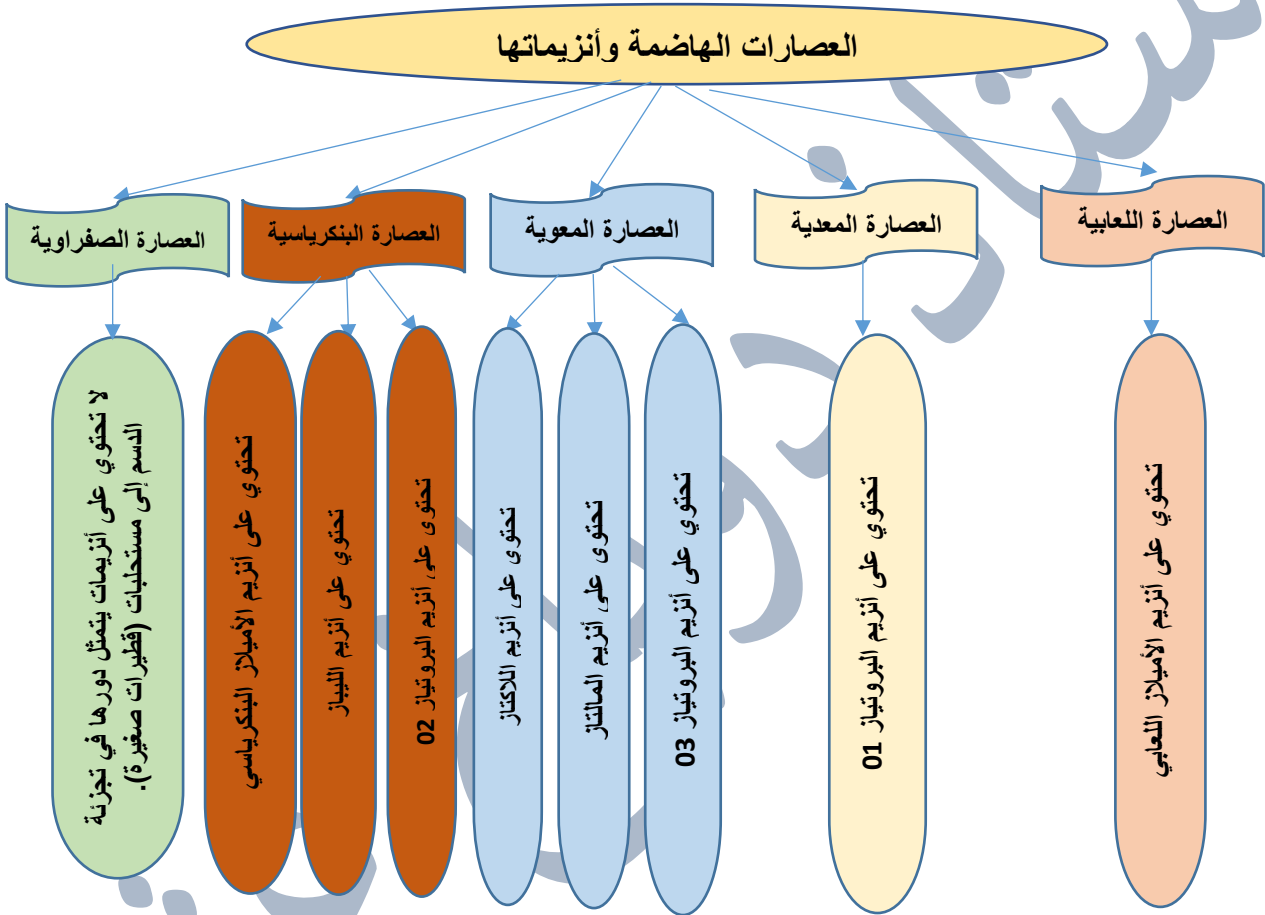 العصارات الهاضمة وأنزيماتها
العصارة اللعابية
العصارة المعدية
العصارة المعوية
العصارة البنكرياسية
العصارة الصفراوية
تحتوي على أنزيم الأميلاز اللعابي
تحتوي على أنزيم البروتياز 01
تحتوي على أنزيم البروتياز 03
تحتوى على أنزيم المالتاز
تحتوى على أنزيم اللاكتاز
تحتوى على أنزيم البروتياز 02
تحتوي على أنزيم الليباز
تحتوي على أنزيم الأميلاز البنكرياسي
لا تحتوي على أنزيمات يتمثل دورها في تجزئة
الدسم إلى مستحلبات (قطيرات صغيرة).